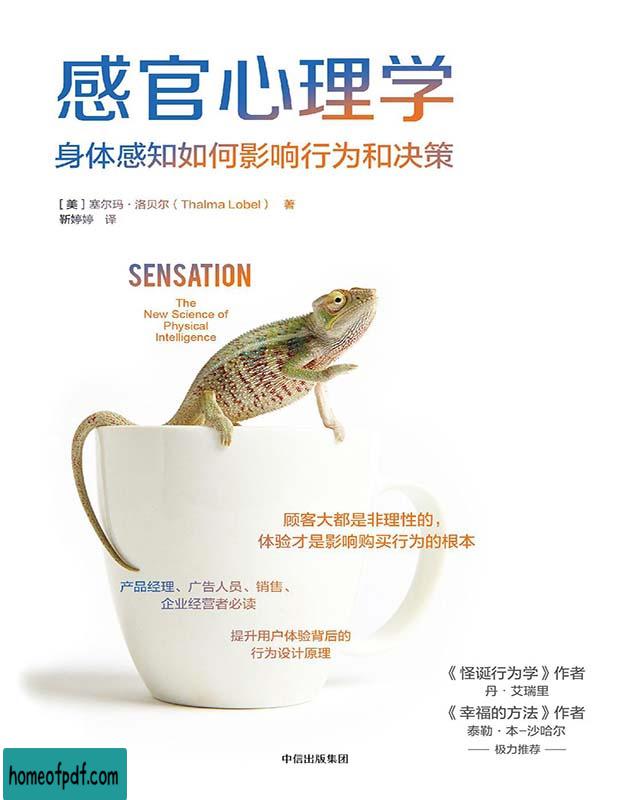 感官心理学
身体感知如何影响行为和决策
［美］塞尔玛·洛贝尔（Thalma Lobel） 著
靳婷婷 译
SENSATION
The
New Science of
Physical
Intelligence
顾客大都是非理性的，
体验才是影响购买行为的根本
产品经理、广告人员、销售、
企业经营者必读
提升用户体验背后的
行为设计原理
《怪诞行为学》作者
丹·艾瑞里
《幸福的方法》作者
泰勒·本-沙哈尔
——极力推荐——
中信出版集团
homeofpdf.com